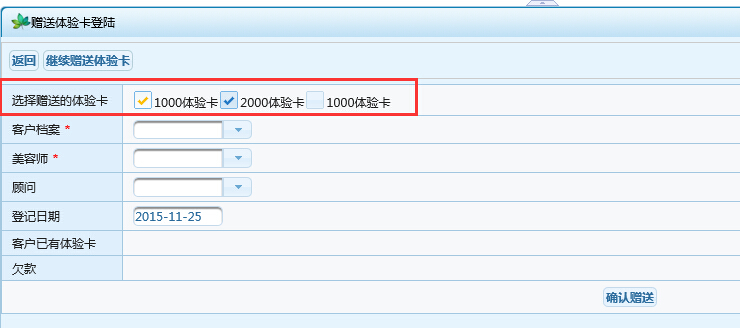 赠送体验卡登陆
返回 继续赠送体验卡
选择赠送的体验卡 1000体验卡 2000体验卡 1000体验卡
客户档案 *
美容师 *
顾问
登记日期 2015-11-25
客户已有体验卡
欠款
确认赠送